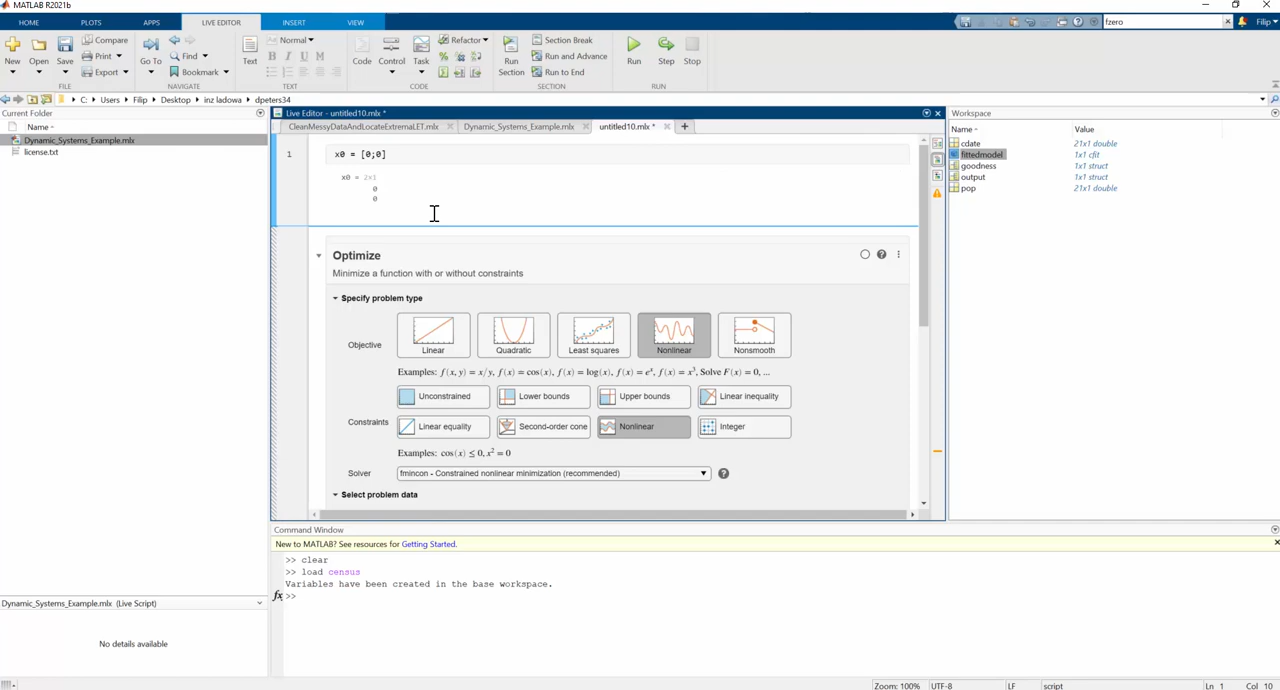 MATLAB R2021b
HOME PLOTS APPS LIVE EDITOR INSERT VIEW
fzero
Filip
New Open Save Compare Print Export
Go To Find Bookmark
Text Normal B I U M
Code Control Task Refactor
Run Section Section Break Run and Advance Run to End
Run Step Stop
FILE NAVIGATE TEXT CODE SECTION RUN
C: Users Filip Desktop inz ladowa dpeters34
Current Folder
Name
Dynamic_Systems_Example.mlx
license.txt
Dynamic_Systems_Example.mlx (Live Script)
No details available
Live Editor - untitled10.mlx *
CleanMessyDataAndLocateExtremaLET.mlx Dynamic_Systems_Example.mlx untitled10.mlx *
1 x0 = [0;0]
x0 = 2×1
0
0
Optimize
Minimize a function with or without constraints
Specify problem type
Objective Linear Quadratic Least squares Nonlinear Nonsmooth
Examples: f(x, y) = x/y, f(x) = cos(x), f(x) = log(x), f(x) = eˣ, f(x) = x³, Solve F(x) = 0, ...
Unconstrained Lower bounds Upper bounds Linear inequality
Constraints Linear equality Second-order cone Nonlinear Integer
Examples: cos(x) ≤ 0, x² = 0
Solver fmincon - Constrained nonlinear minimization (recommended)
Select problem data
Workspace
Name Value
cdate 21x1 double
fittedmodel 1x1 cfit
goodness 1x1 struct
output 1x1 struct
pop 21x1 double
Command Window
New to MATLAB? See resources for Getting Started.
>> clear
>> load census
Variables have been created in the base workspace.
fx >>
Zoom: 100% UTF-8 LF script Ln 1 Col 10